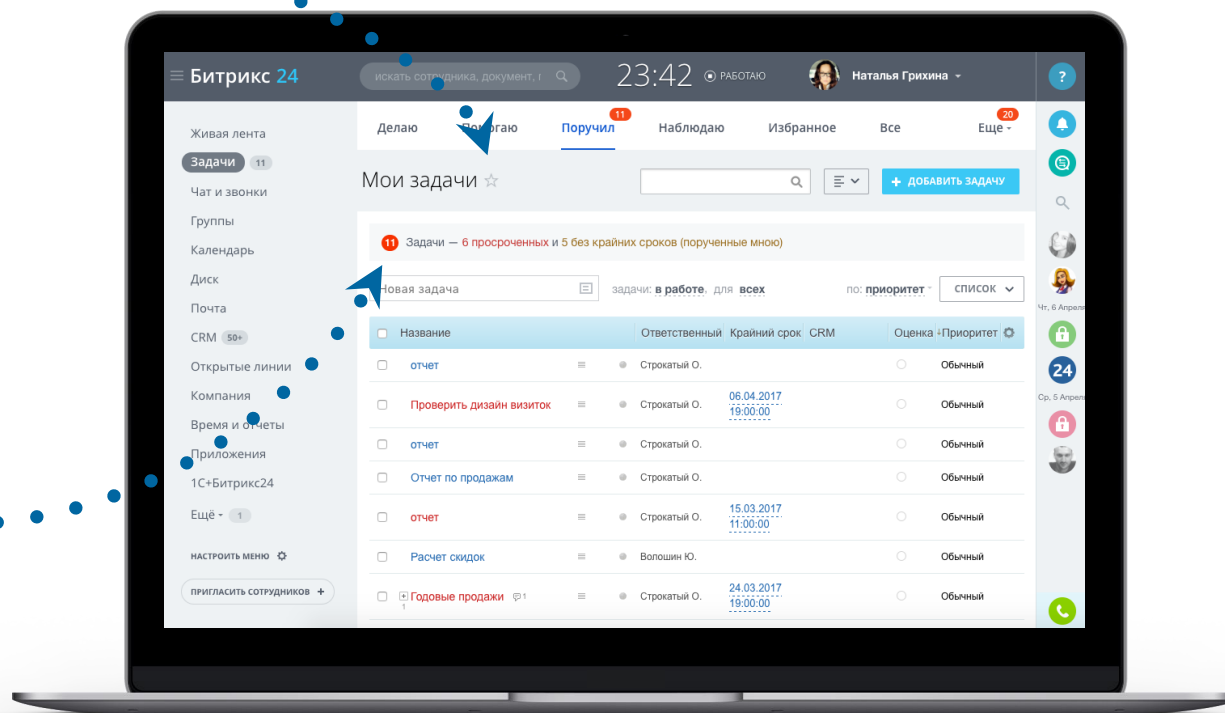 Битрикс 24
искать сотрудника, документ, г
23:42
РАБОТАЮ
Наталья Грихина
?
Живая лента
Задачи 11
Чат и звонки
Группы
Календарь
Диск
Почта
CRM 50+
Открытые линии
Компания
Время и отчеты
Приложения
1С+Битрикс24
Ещё 1
НАСТРОИТЬ МЕНЮ
ПРИГЛАСИТЬ СОТРУДНИКОВ +
Делаю Помогаю Поручил 11 Наблюдаю Избранное Все Еще 20
Мои задачи
+ ДОБАВИТЬ ЗАДАЧУ
11 Задачи — 6 просроченных и 5 без крайних сроков (порученные мною)
Новая задача
задачи: в работе, для всех
по: приоритет
СПИСОК
Название Ответственный Крайний срок CRM Оценка Приоритет
отчет Строкатый О. Обычный
Проверить дизайн визиток Строкатый О. 06.04.2017 19:00:00 Обычный
отчет Строкатый О. Обычный
Отчет по продажам Строкатый О. Обычный
отчет Строкатый О. 15.03.2017 11:00:00 Обычный
Расчет скидок Волошин Ю. Обычный
Годовые продажи 1 Строкатый О. 24.03.2017 19:00:00 Обычный
1
Чт, 6 Апреля
24
Ср, 5 Апреля